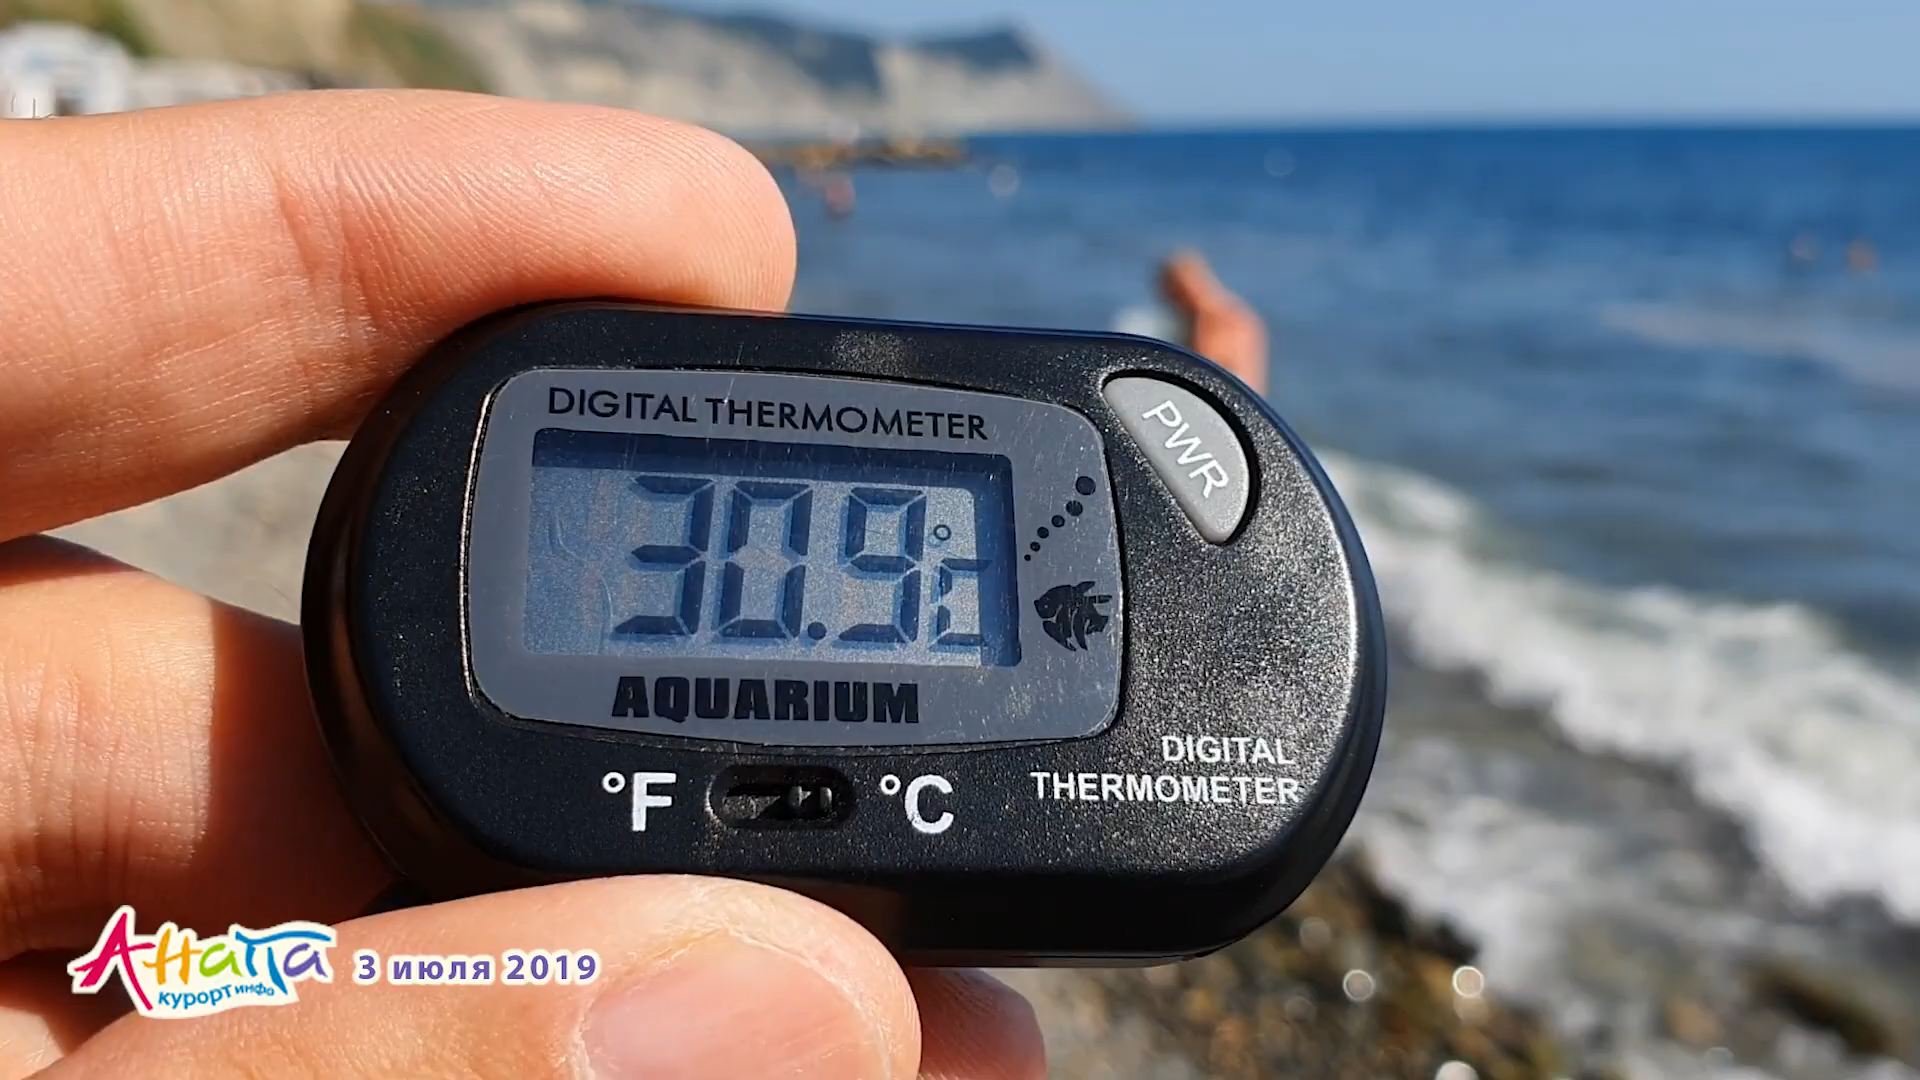 DIGITAL THERMOMETER
30.9°C
AQUARIUM
PWR
°F °C
DIGITAL
THERMOMETER
Анапа
курорт инфо
3 июля 2019